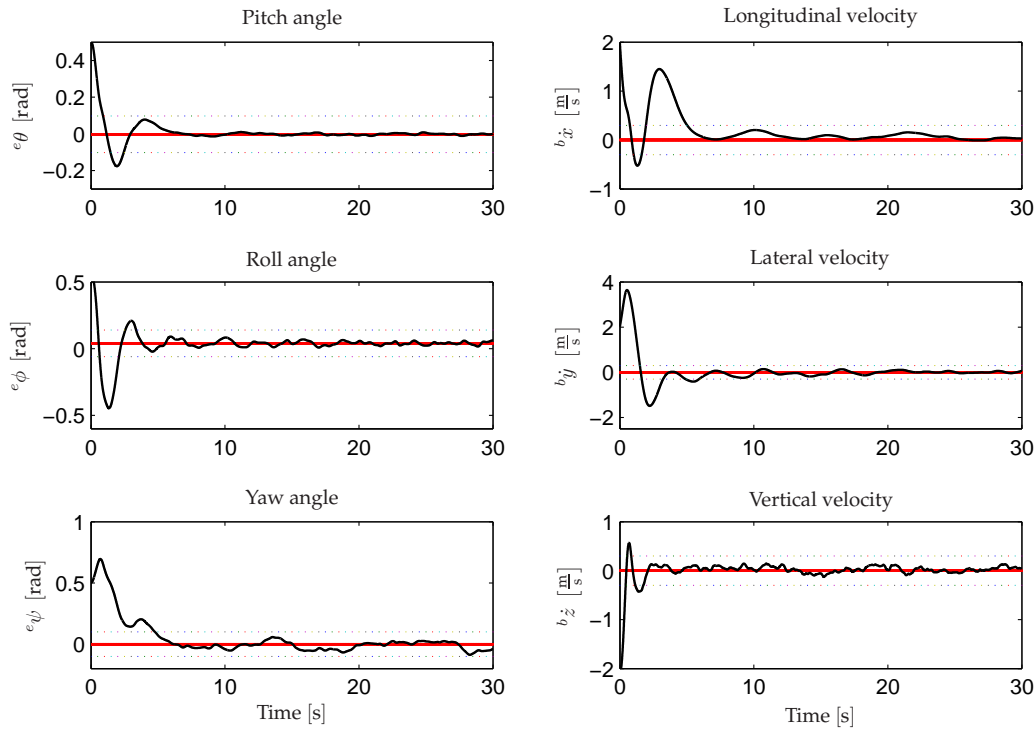 Pitch angle
0.4
0.2
0
−0.2
ᵉθ [rad]
0 10 20 30
Longitudinal velocity
2
1
0
−1
ᵇẋ [m/s]
0 10 20 30
Roll angle
0.5
0
−0.5
ᵉϕ [rad]
0 10 20 30
Lateral velocity
4
2
0
−2
ᵇẏ [m/s]
0 10 20 30
Yaw angle
1
0.5
0
ᵉψ [rad]
0 10 20 30
Time [s]
Vertical velocity
1
0
−1
−2
ᵇż [m/s]
0 10 20 30
Time [s]